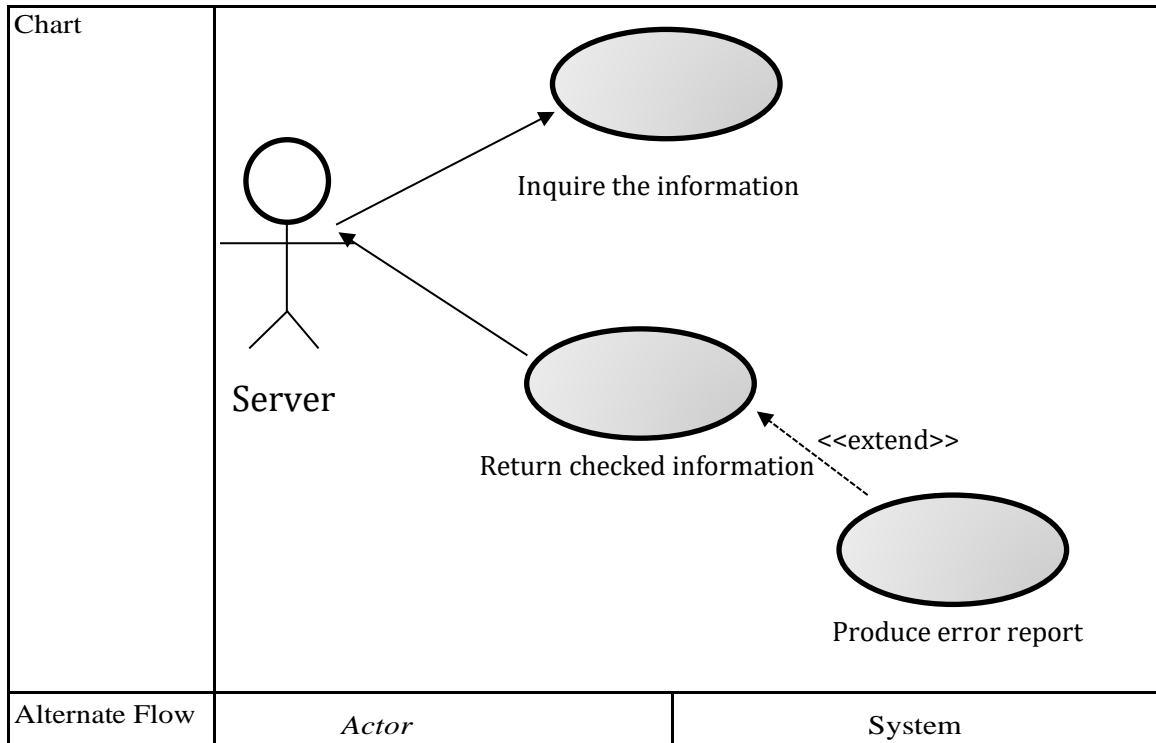 Chart
Inquire the information
Server
<<extend>>
Return checked information
Produce error report
Alternate Flow
Actor
System